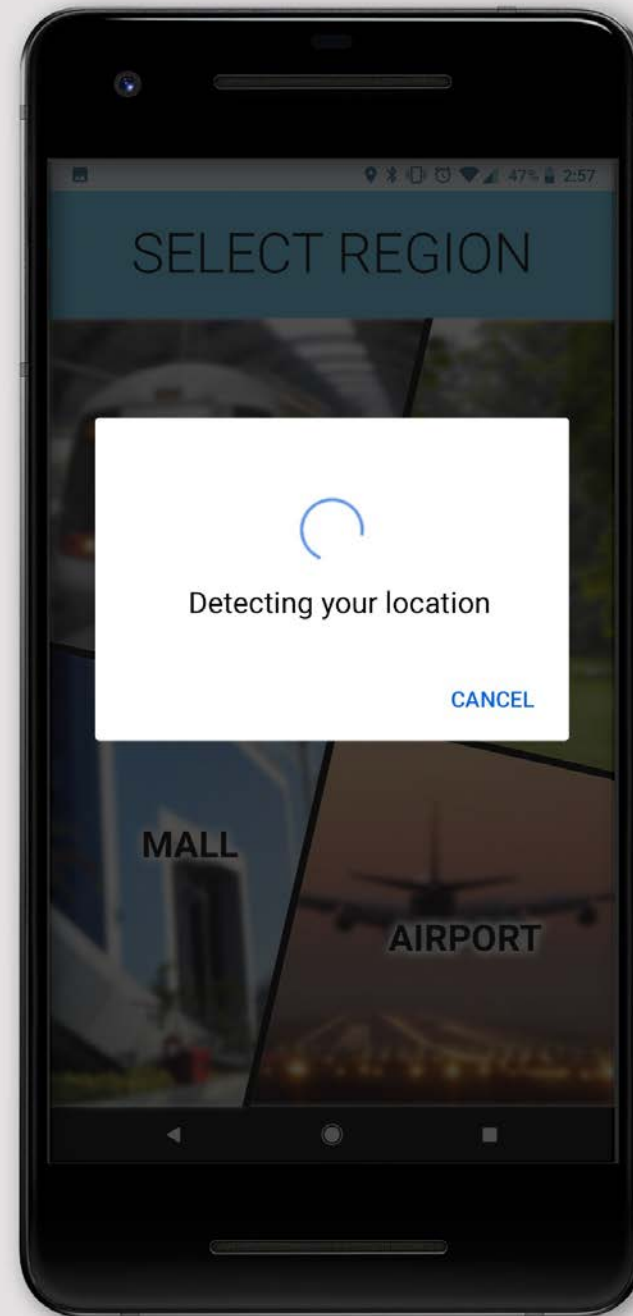 47% 2:57
SELECT REGION
Detecting your location
CANCEL
MALL
AIRPORT